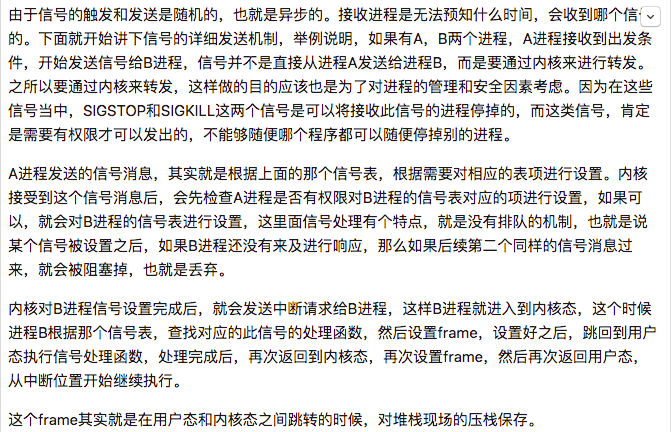 由于信号的触发和发送是随机的，也就是异步的。接收进程是无法预知什么时间，会收到哪个信号
的。下面就开始讲下信号的详细发送机制，举例说明，如果有A，B两个进程，A进程接收到出发条
件，开始发送信号给B进程，信号并不是直接从进程A发送给进程B，而是要通过内核来进行转发。
之所以要通过内核来转发，这样做的目的应该也是为了对进程的管理和安全因素考虑。因为在这些
信号当中，SIGSTOP和SIGKILL这两个信号是可以将接收此信号的进程停掉的，而这类信号，肯定
是需要有权限才可以发出的，不能够随便哪个程序都可以随便停掉别的进程。
A进程发送的信号消息，其实就是根据上面的那个信号表，根据需要对相应的表项进行设置。内核
接受到这个信号消息后，会先检查A进程是否有权限对B进程的信号表对应的项进行设置，如果可
以，就会对B进程的信号表进行设置，这里面信号处理有个特点，就是没有排队的机制，也就是说
某个信号被设置之后，如果B进程还没有来及进行响应，那么如果后续第二个同样的信号消息过
来，就会被阻塞掉，也就是丢弃。
内核对B进程信号设置完成后，就会发送中断请求给B进程，这样B进程就进入到内核态，这个时候
进程B根据那个信号表，查找对应的此信号的处理函数，然后设置frame，设置好之后，跳回到用户
态执行信号处理函数，处理完成后，再次返回到内核态，再次设置frame，然后再次返回用户态，
从中断位置开始继续执行。
这个frame其实就是在用户态和内核态之间跳转的时候，对堆栈现场的压栈保存。